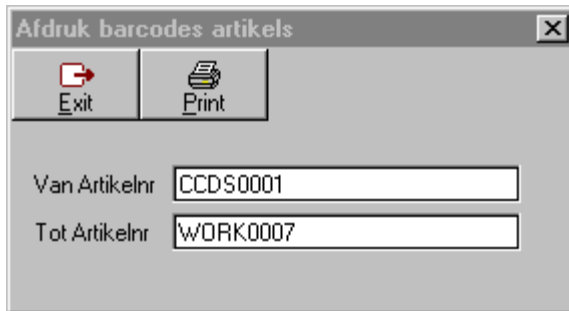 Afdruk barcodes artikels
Exit Print
Van Artikelnr CCDS0001
Tot Artikelnr WORK0007